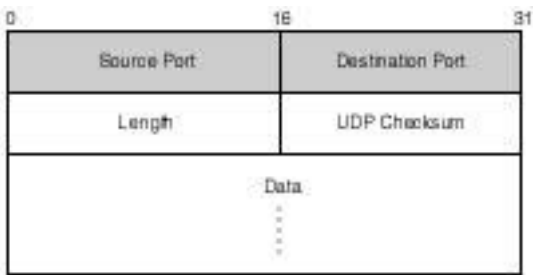 0 16 31
Source Port Destination Port
Length UDP Checksum
Data